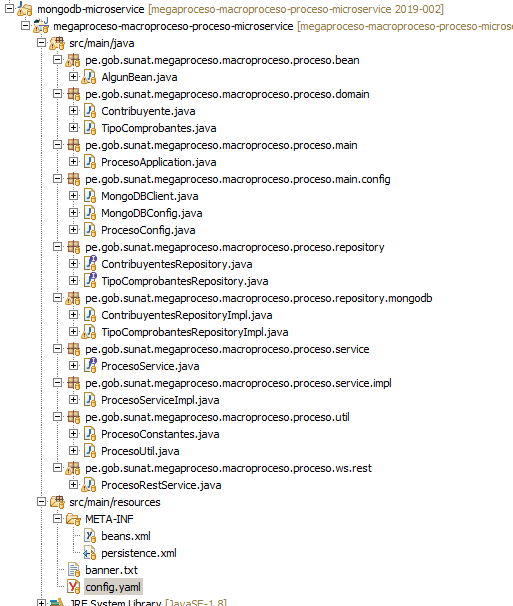 mongodb-microservice [megaproceso-macroproceso-proceso-microservice 2019-002]
megaproceso-macroproceso-proceso-microservice [megaproceso-macroproceso-proceso-micros
src/main/java
pe.gob.sunat.megaproceso.macroproceso.proceso.bean
AlgunBean.java
pe.gob.sunat.megaproceso.macroproceso.proceso.domain
Contribuyente.java
TipoComprobantes.java
pe.gob.sunat.megaproceso.macroproceso.proceso.main
ProcesoApplication.java
pe.gob.sunat.megaproceso.macroproceso.proceso.main.config
MongoDBClient.java
MongoDBConfig.java
ProcesoConfig.java
pe.gob.sunat.megaproceso.macroproceso.proceso.repository
ContribuyentesRepository.java
TipoComprobantesRepository.java
pe.gob.sunat.megaproceso.macroproceso.proceso.repository.mongodb
ContribuyentesRepositoryImpl.java
TipoComprobantesRepositoryImpl.java
pe.gob.sunat.megaproceso.macroproceso.proceso.service
ProcesoService.java
pe.gob.sunat.megaproceso.macroproceso.proceso.service.impl
ProcesoServiceImpl.java
pe.gob.sunat.megaproceso.macroproceso.proceso.util
ProcesoConstantes.java
ProcesoUtil.java
pe.gob.sunat.megaproceso.macroproceso.proceso.ws.rest
ProcesoRestService.java
src/main/resources
META-INF
beans.xml
persistence.xml
banner.txt
config.yaml
JRE System Library [JavaSE-1.8]